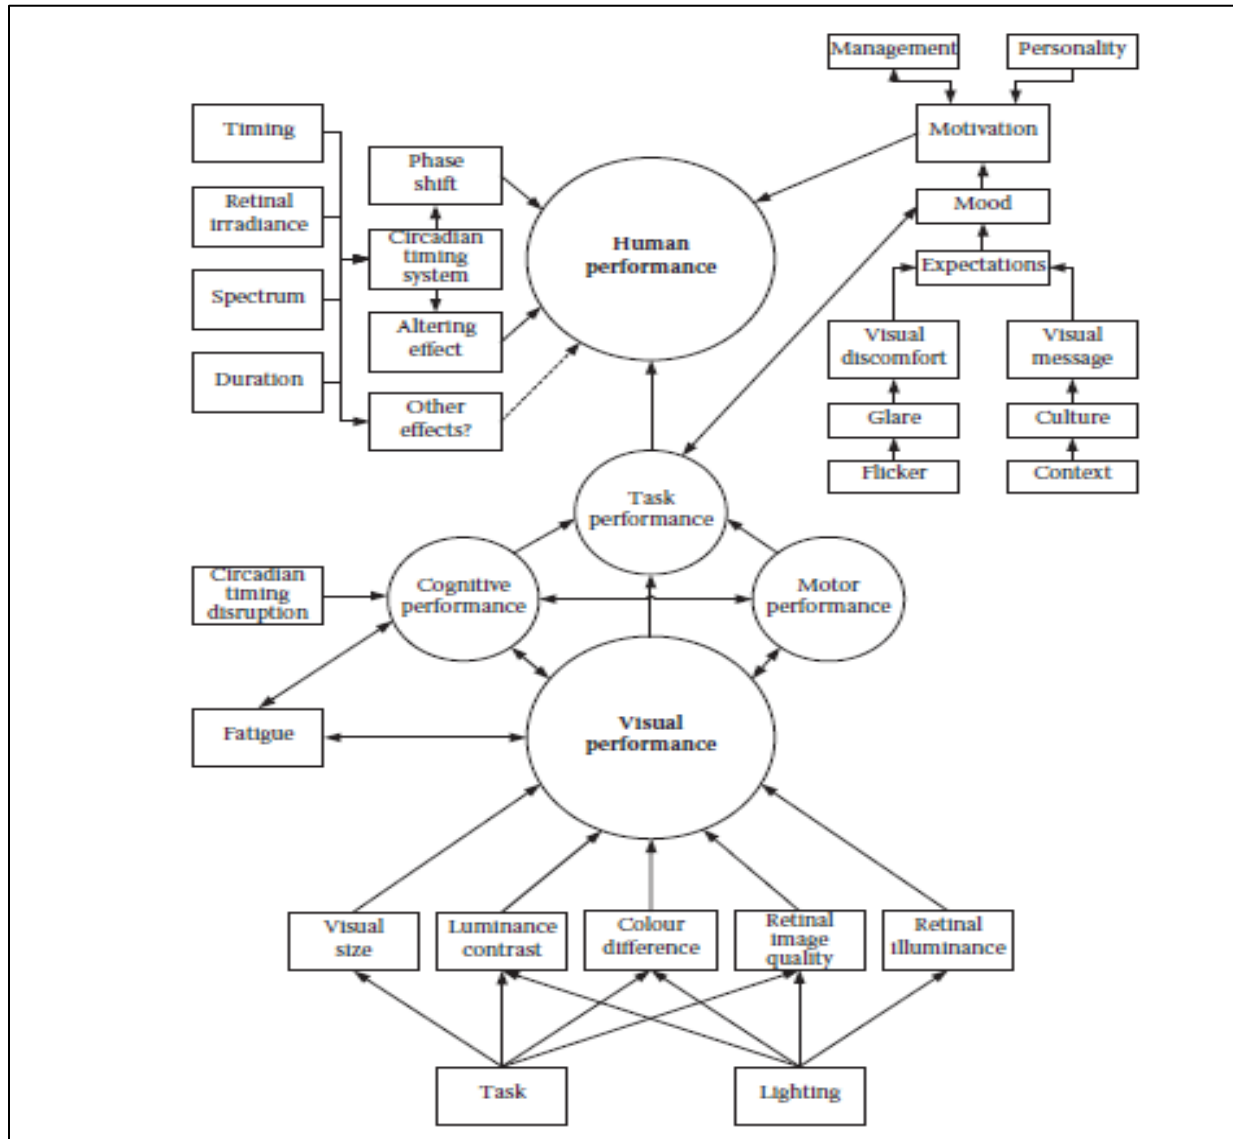 Management
Personality
Timing
Motivation
Phase
shift
Retinal
irradiance
Mood
Human
performance
Circadian
timing
system
Expectations
Spectrum
Altering
effect
Visual
discomfort
Visual
message
Duration
Other
effects?
Glare
Culture
Flicker
Context
Task
performance
Circadian
timing
disruption
Cognitive
performance
Motor
performance
Fatigue
Visual
performance
Visual
size
Luminance
contrast
Colour
difference
Retinal
image
quality
Retinal
illuminance
Task
Lighting